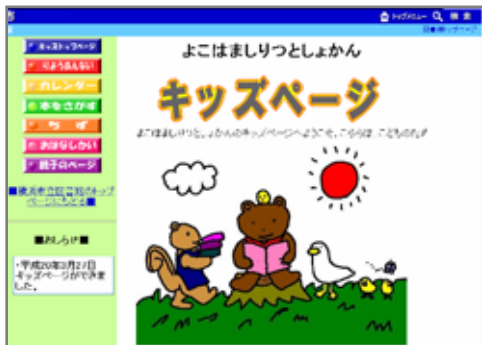 トップメニュー 検索
よこはましりつとしょかん
キッズページ
よこはましりつとしょかんのキッズページへようこそ。こちらは、こどものた
キッズトップページ
りようあんない
カレンダー
本をさがす
ちず
おはなしかい
親子のページ
■横浜市立図書館のトップ
ページにもどる■
■おしらせ■
・平成20年3月27日
キッズページができま
した。